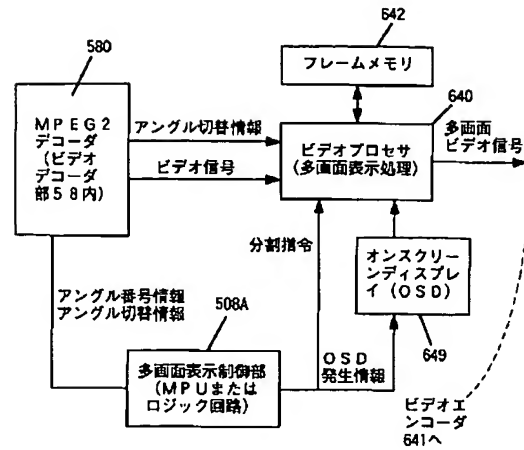 642
フレームメモリ
580
MPEG2
デコーダ
(ビデオ
デコーダ
部58内)
アングル切替情報
ビデオ信号
640
ビデオプロセサ
(多画面表示処理)
多画面
ビデオ信号
分割指令
オンスクリー
ンディスプレ
イ(OSD)
649
アングル番号情報
アングル切替情報
508A
多画面表示制御部
(MPUまたは
ロジック回路)
OSD
発生情報
ビデオエ
ンコーダ
641へ